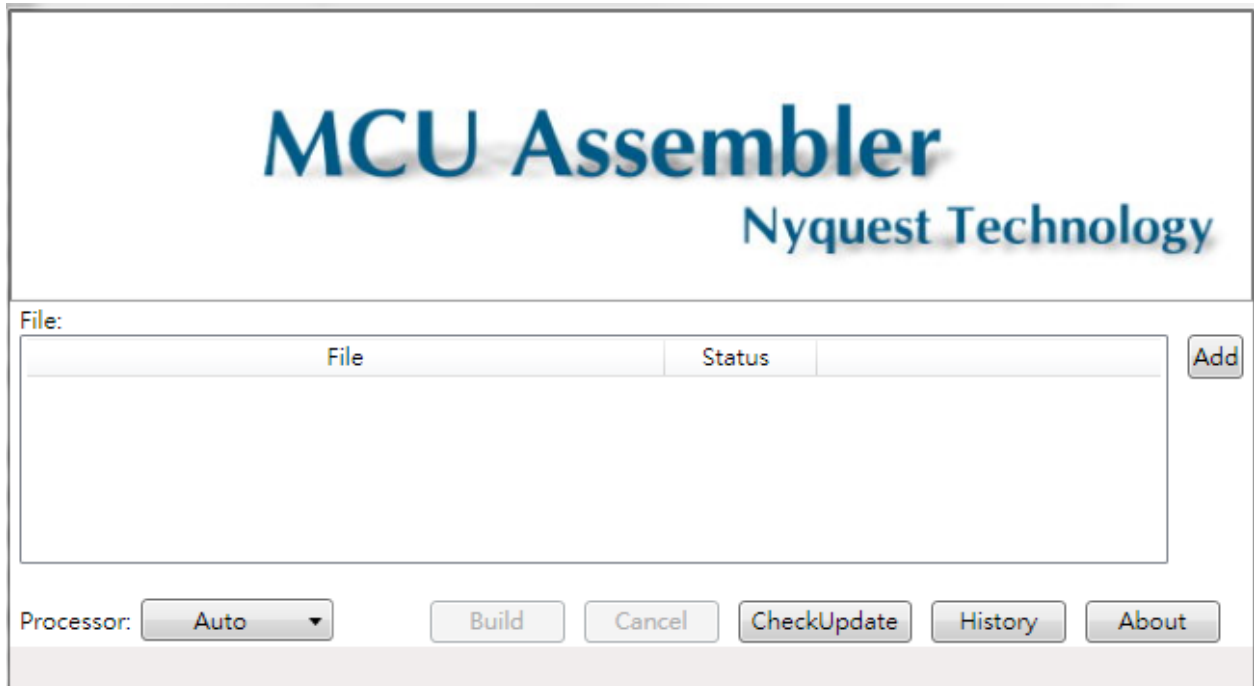 MCU Assembler
Nyquest Technology
File:
File Status
Add
Processor: Auto Build Cancel CheckUpdate History About